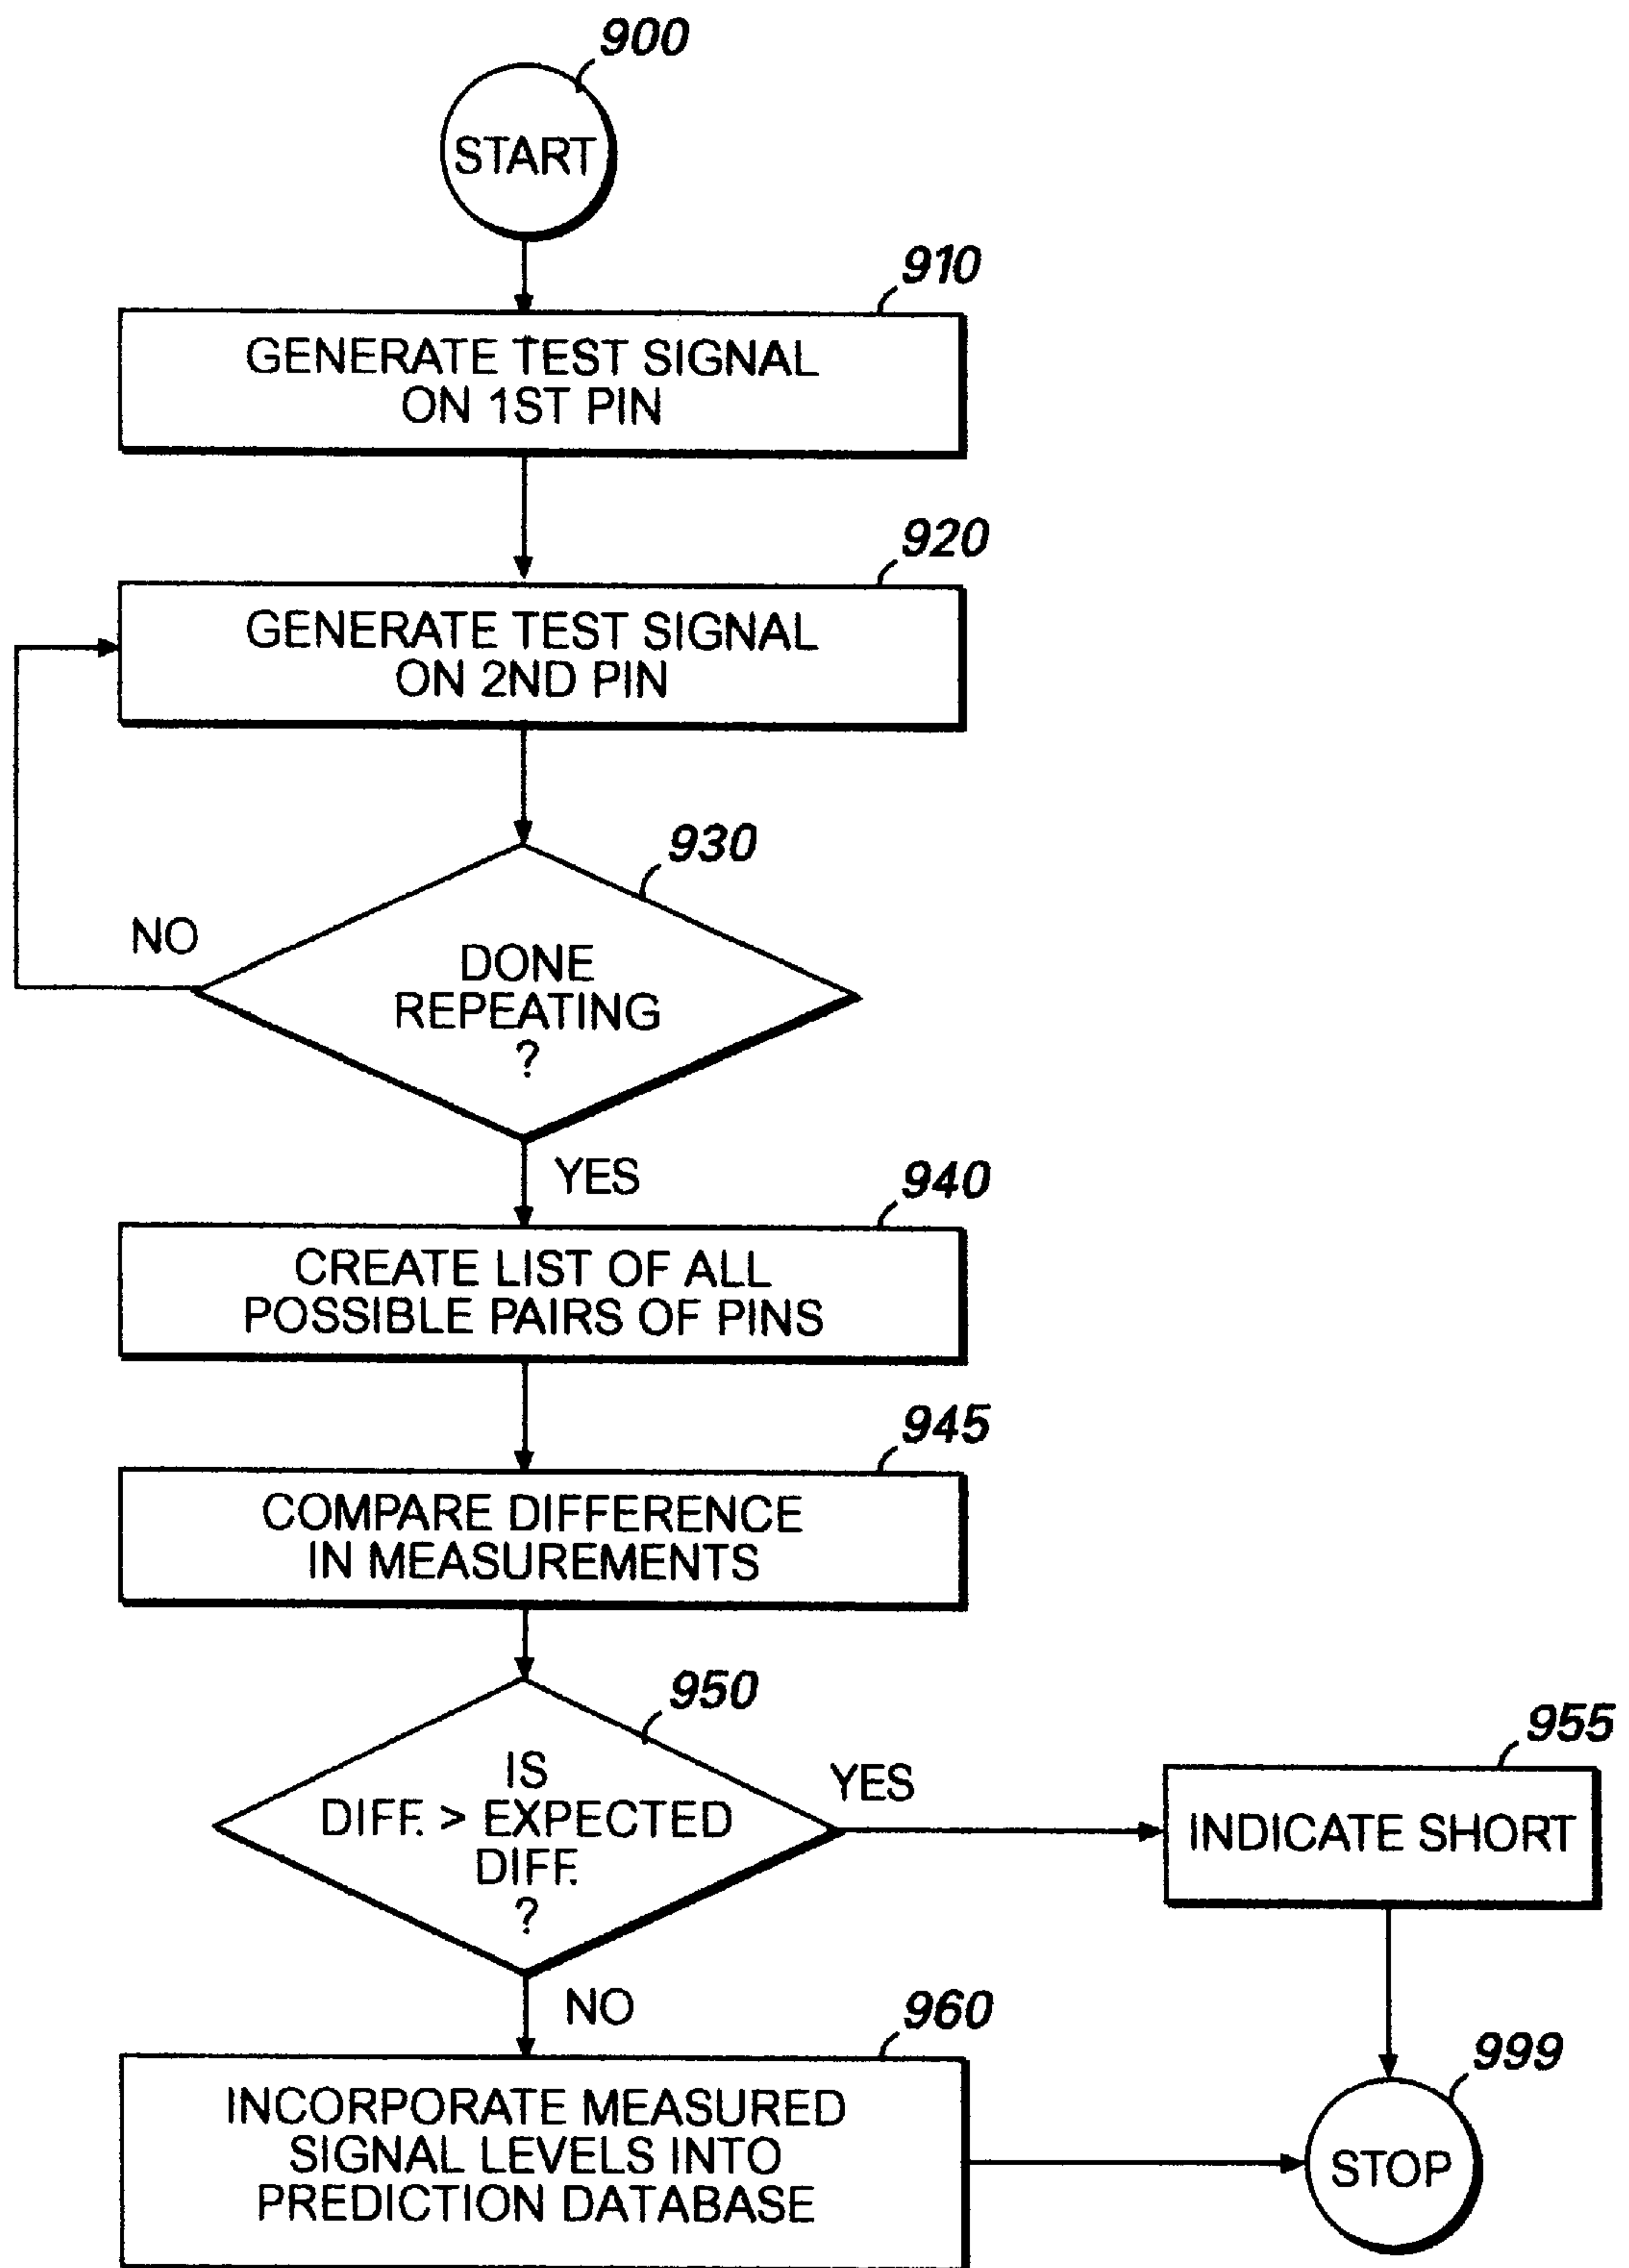 900
START
910
GENERATE TEST SIGNAL
ON 1ST PIN
920
GENERATE TEST SIGNAL
ON 2ND PIN
930
NO
DONE
REPEATING
?
YES
940
CREATE LIST OF ALL
POSSIBLE PAIRS OF PINS
945
COMPARE DIFFERENCE
IN MEASUREMENTS
950
IS
DIFF. > EXPECTED
DIFF.
?
YES
955
INDICATE SHORT
NO
960
INCORPORATE MEASURED
SIGNAL LEVELS INTO
PREDICTION DATABASE
999
STOP